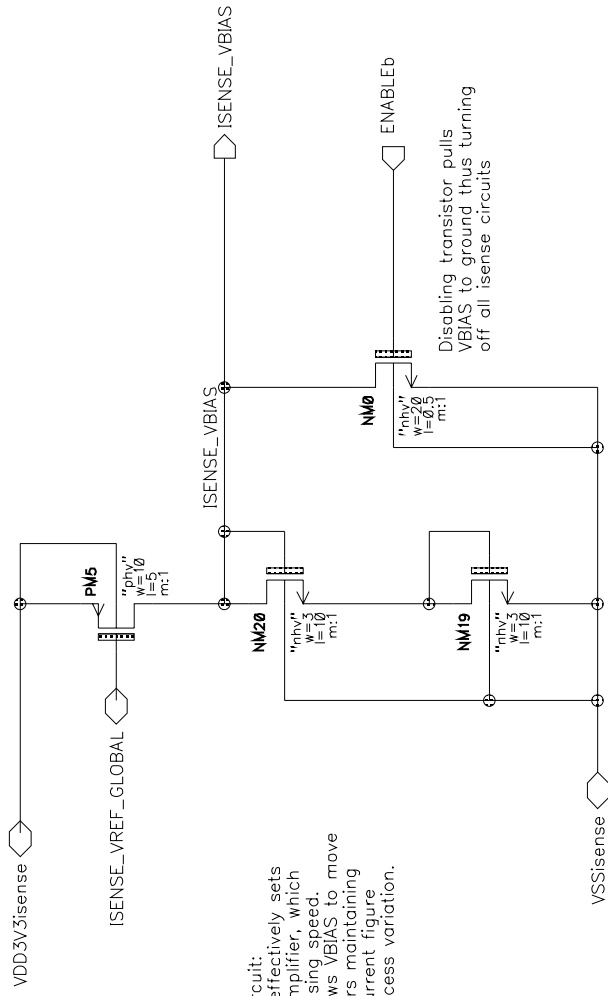 VDD3V3isense
ISENSE_VREF_GLOBAL
PM5
"phv"
w=10
l=5
m:1
ISENSE_VBIAS
ISENSE_VBIAS
NM20
"nhv"
w=3
l=10
m:1
NM19
"nhv"
w=3
l=10
m:1
NM0
"nhv"
w=20
l=0.5
m:1
ENABLEb
Disabling transistor pulls
VBIAS to ground thus turning
off all isense circuits
VSSisense
rcuit:
effectively sets
mplifier, which
sing speed.
ws VBIAS to move
rs maintaining
urrent figure
cess variation.